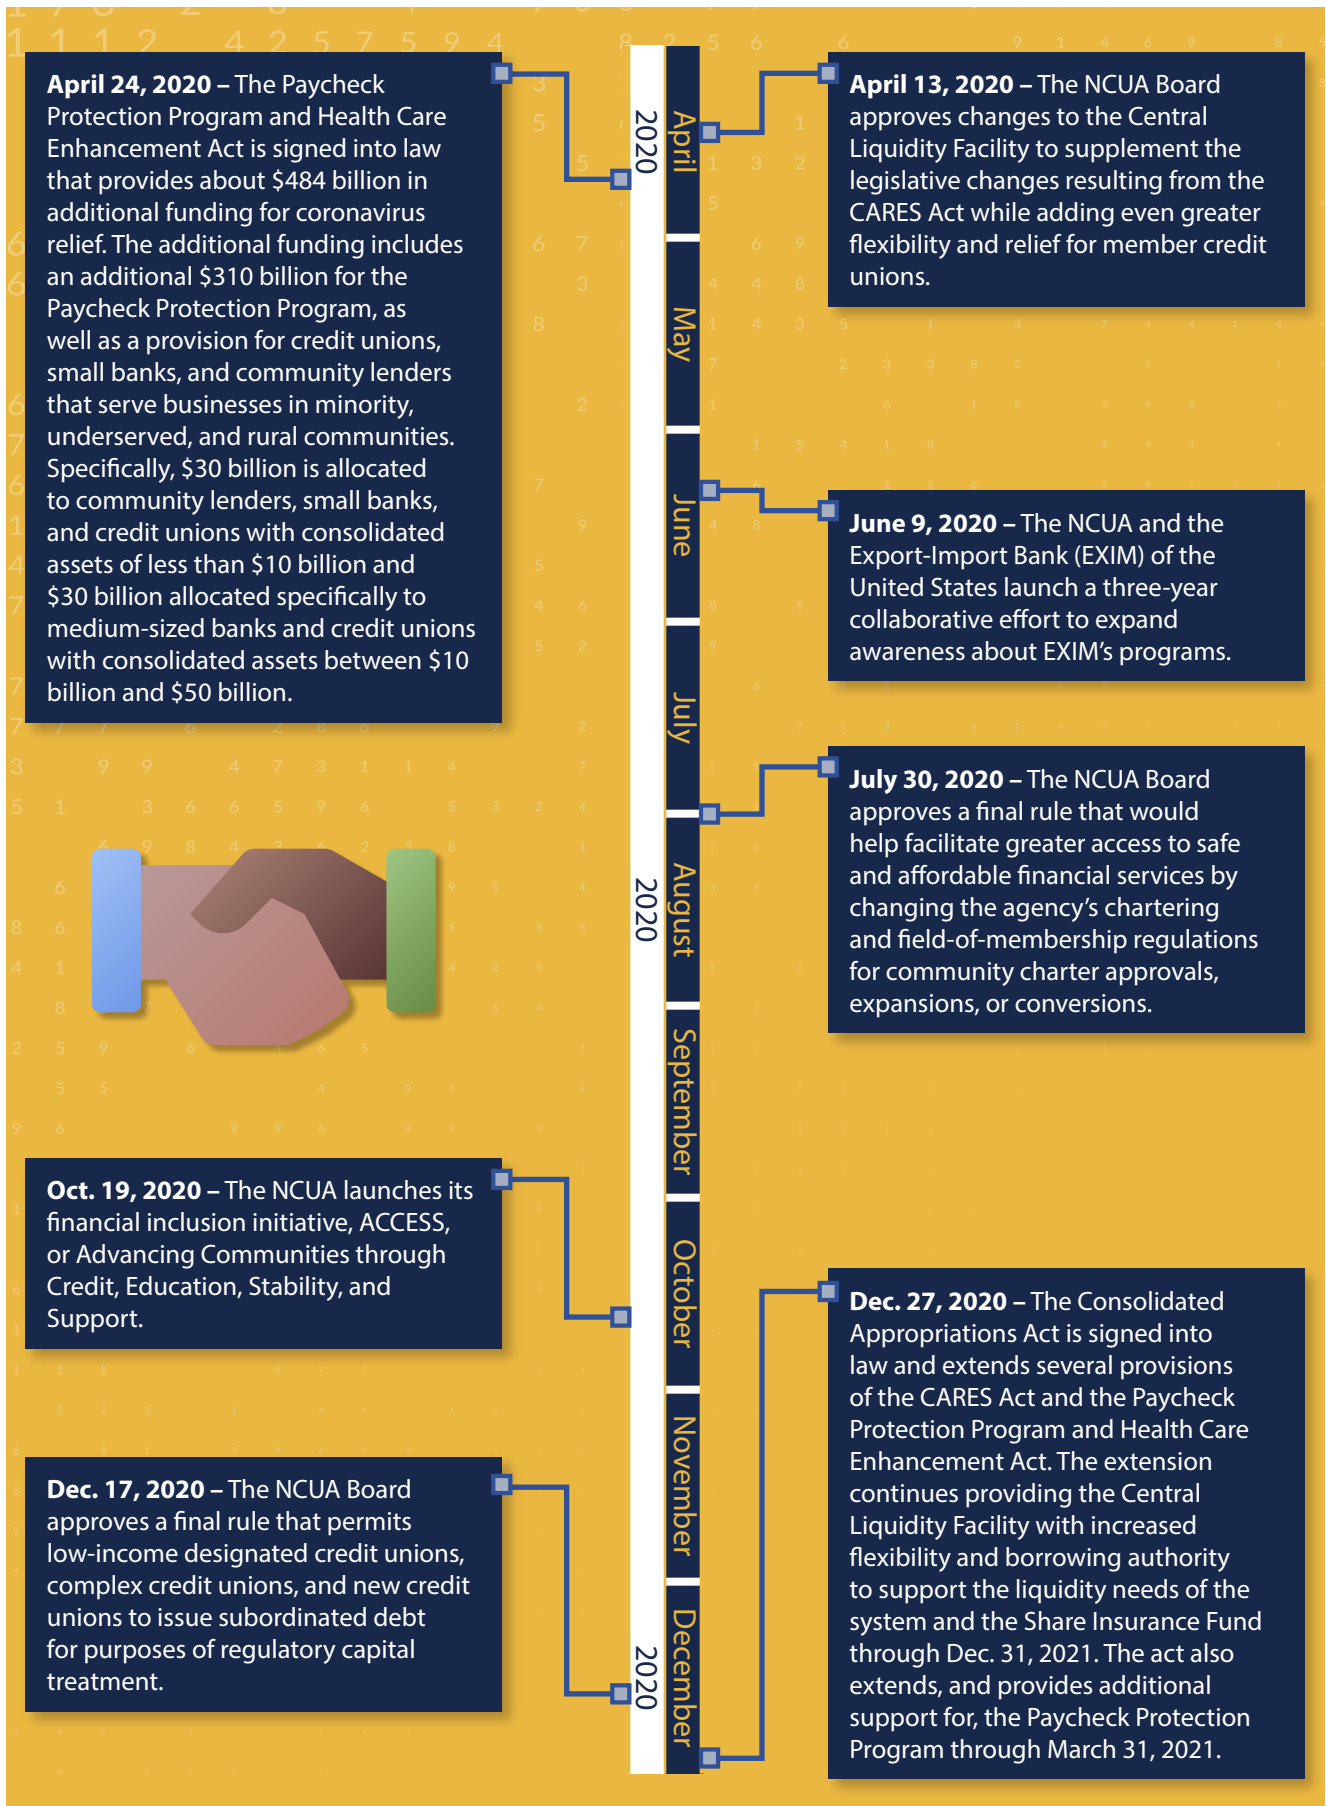 April 24, 2020 – The Paycheck
Protection Program and Health Care
Enhancement Act is signed into law
that provides about $484 billion in
additional funding for coronavirus
relief. The additional funding includes
an additional $310 billion for the
Paycheck Protection Program, as
well as a provision for credit unions,
small banks, and community lenders
that serve businesses in minority,
underserved, and rural communities.
Specifically, $30 billion is allocated
to community lenders, small banks,
and credit unions with consolidated
assets of less than $10 billion and
$30 billion allocated specifically to
medium-sized banks and credit unions
with consolidated assets between $10
billion and $50 billion.
Oct. 19, 2020 – The NCUA launches its
financial inclusion initiative, ACCESS,
or Advancing Communities through
Credit, Education, Stability, and
Support.
Dec. 17, 2020 – The NCUA Board
approves a final rule that permits
low-income designated credit unions,
complex credit unions, and new credit
unions to issue subordinated debt
for purposes of regulatory capital
treatment.
2020
2020
2020
April
May
June
July
August
September
October
November
December
April 13, 2020 – The NCUA Board
approves changes to the Central
Liquidity Facility to supplement the
legislative changes resulting from the
CARES Act while adding even greater
flexibility and relief for member credit
unions.
June 9, 2020 – The NCUA and the
Export-Import Bank (EXIM) of the
United States launch a three-year
collaborative effort to expand
awareness about EXIM’s programs.
July 30, 2020 – The NCUA Board
approves a final rule that would
help facilitate greater access to safe
and affordable financial services by
changing the agency’s chartering
and field-of-membership regulations
for community charter approvals,
expansions, or conversions.
Dec. 27, 2020 – The Consolidated
Appropriations Act is signed into
law and extends several provisions
of the CARES Act and the Paycheck
Protection Program and Health Care
Enhancement Act. The extension
continues providing the Central
Liquidity Facility with increased
flexibility and borrowing authority
to support the liquidity needs of the
system and the Share Insurance Fund
through Dec. 31, 2021. The act also
extends, and provides additional
support for, the Paycheck Protection
Program through March 31, 2021.